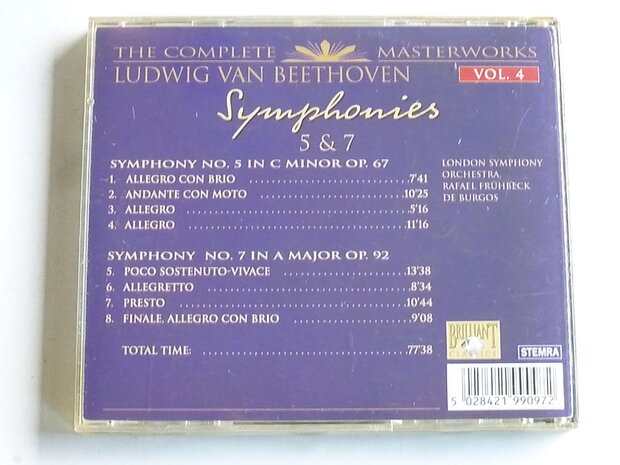 THE COMPLETE MASTERWORKS
LUDWIG VAN BEETHOVEN VOL. 4
Symphonies
5 & 7
SYMPHONY NO. 5 IN C MINOR OP. 67
1. ALLEGRO CON BRIO 7'41
2. ANDANTE CON MOTO 10'25
3. ALLEGRO 5'16
4. ALLEGRO 11'16
LONDON SYMPHONY
ORCHESTRA,
RAFAEL FRÜHBECK
DE BURGOS
SYMPHONY NO. 7 IN A MAJOR OP. 92
5. POCO SOSTENUTO-VIVACE 13'38
6. ALLEGRETTO 8'34
7. PRESTO 10'44
8. FINALE, ALLEGRO CON BRIO 9'08
TOTAL TIME: 77'38
BRILLIANT
CLASSICS
STEMRA
5 028421 990972